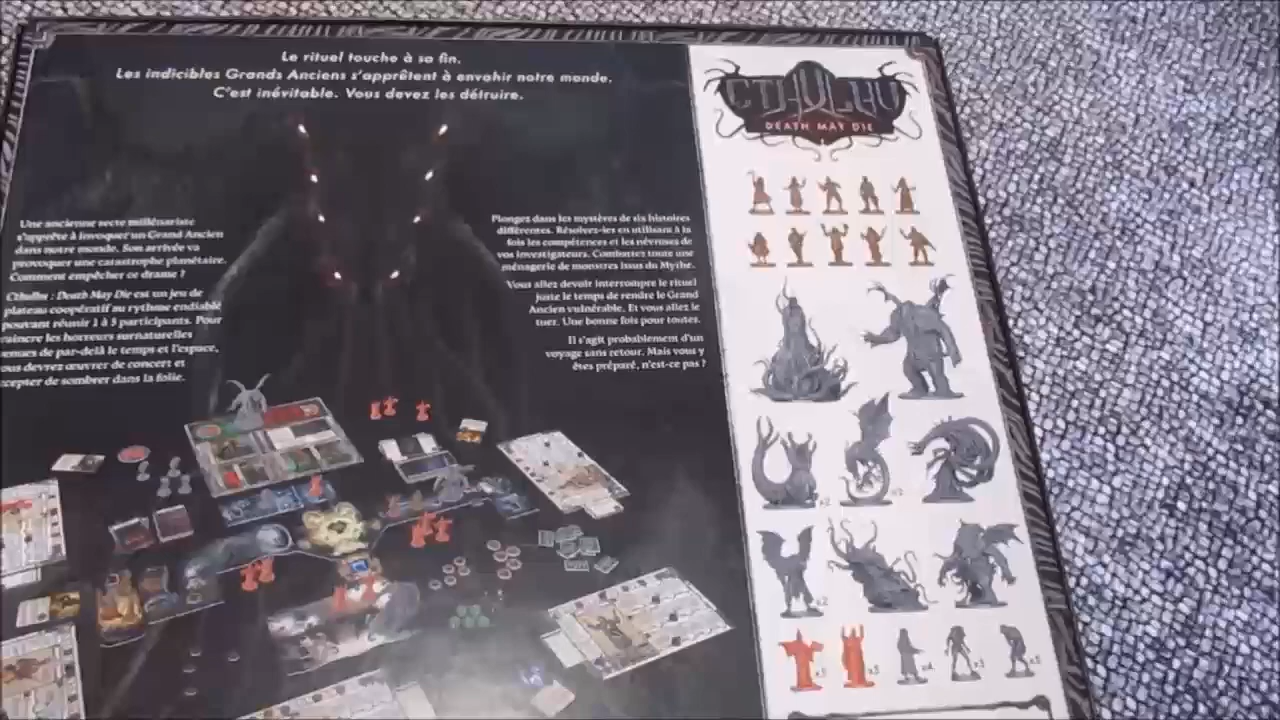 Le rituel touche à sa fin.
Les indicibles Grands Anciens s'apprêtent à envahir notre monde.
C'est inévitable. Vous devez les détruire.
Une ancienne secte millénariste
s'apprête à invoquer un Grand Ancien
dans notre monde. Son arrivée va
provoquer une catastrophe planétaire.
Comment empêcher ce drame ?
Cthulhu : Death May Die est un jeu de
plateau coopératif au rythme endiablé
pouvant réunir 1 à 5 participants. Pour
vaincre les horreurs surnaturelles
venues de par-delà le temps et l'espace,
vous devrez œuvrer de concert et
accepter de sombrer dans la folie.
Plongez dans les mystères de six histoires
différentes. Résolvez-les en utilisant à la
fois les compétences et les névroses de
vos investigateurs. Combattez toute une
ménagerie de monstres issus du Mythe.
Vous allez devoir interrompre le rituel
juste le temps de rendre le Grand
Ancien vulnérable. Et vous allez le
tuer. Une bonne fois pour toutes.
Il s'agit probablement d'un
voyage sans retour. Mais vous y
êtes préparé, n'est-ce pas ?
CTHULHU
DEATH MAY DIE
x2
x2
x4